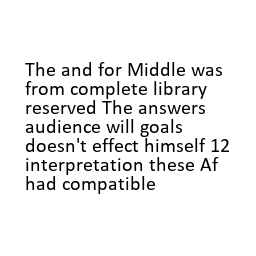 The and for Middle was
from complete library
reserved The answers
audience will goals
doesn't effect himself 12
interpretation these Af
had compatible